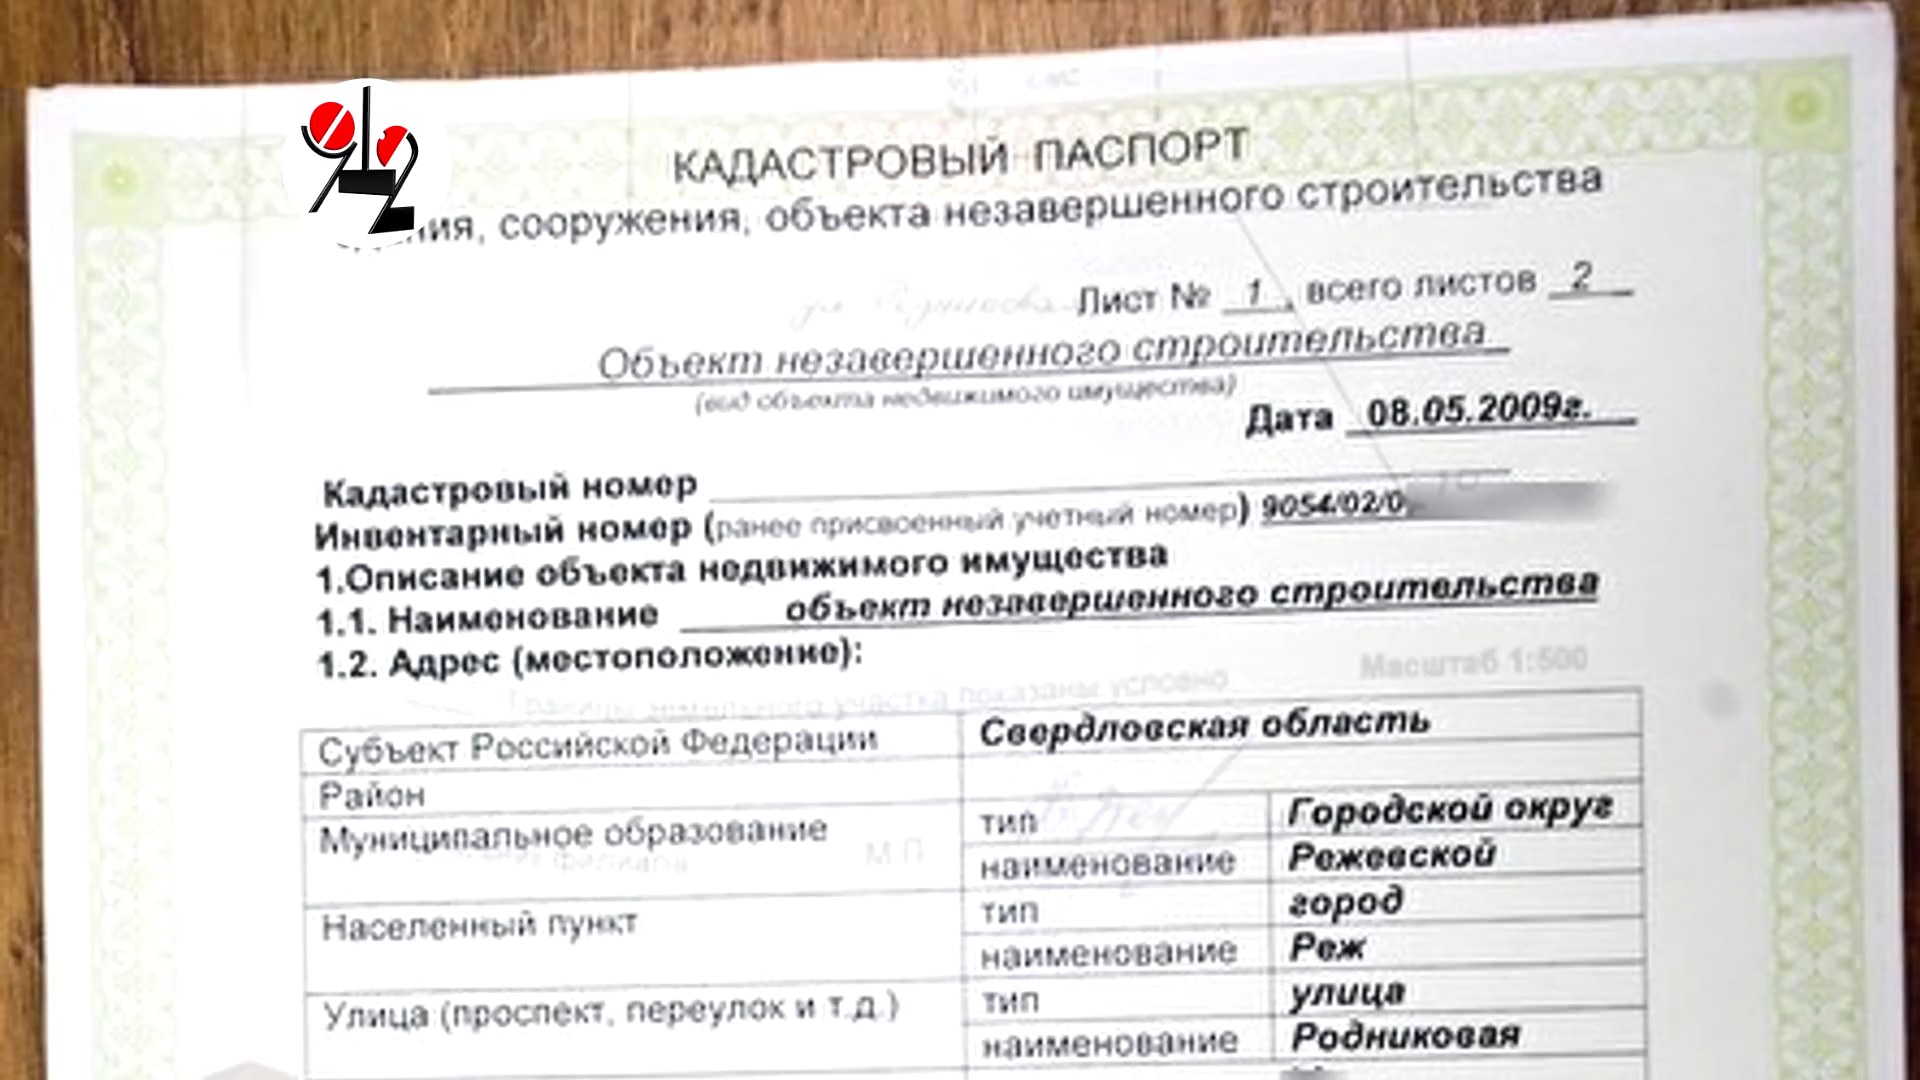 КАДАСТРОВЫЙ ПАСПОРТ
сооружения, объекта незавершенного строительства
Лист № 1, всего листов 2
Объект незавершенного строительства
(вид объекта недвижимого имущества)
Дата 08.05.2009г.
Кадастровый номер
Инвентарный номер (ранее присвоенный учетный номер) 9054/02/0
1.Описание объекта недвижимого имущества
1.1. Наименование объект незавершенного строительства
1.2. Адрес (местоположение):
Масштаб 1:500
Границы земельного участка показаны условно
Субъект Российской Федерации Свердловская область
Район
Муниципальное образование тип Городской округ
наименование Режевской
филиала М.П.
Населенный пункт тип город
наименование Реж
Улица (проспект, переулок и т.д.) тип улица
наименование Родниковая